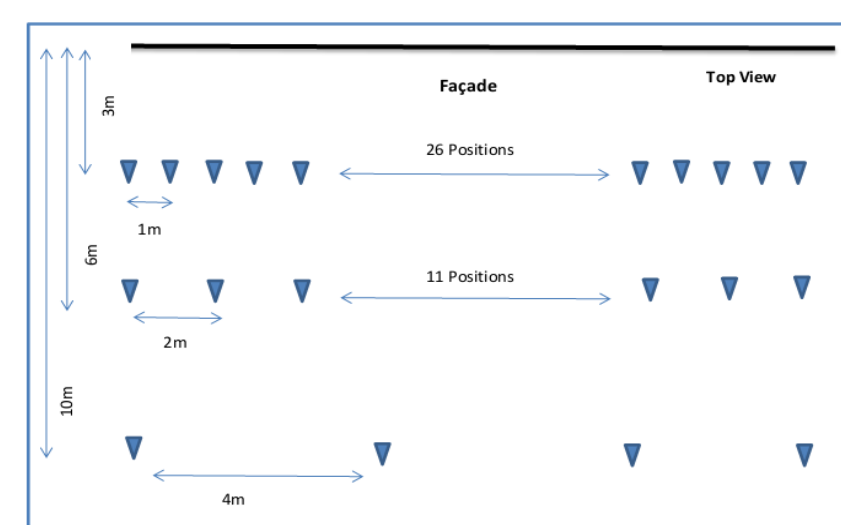 Façade
Top View
3m
26 Positions
1m
6m
11 Positions
2m
10m
4m